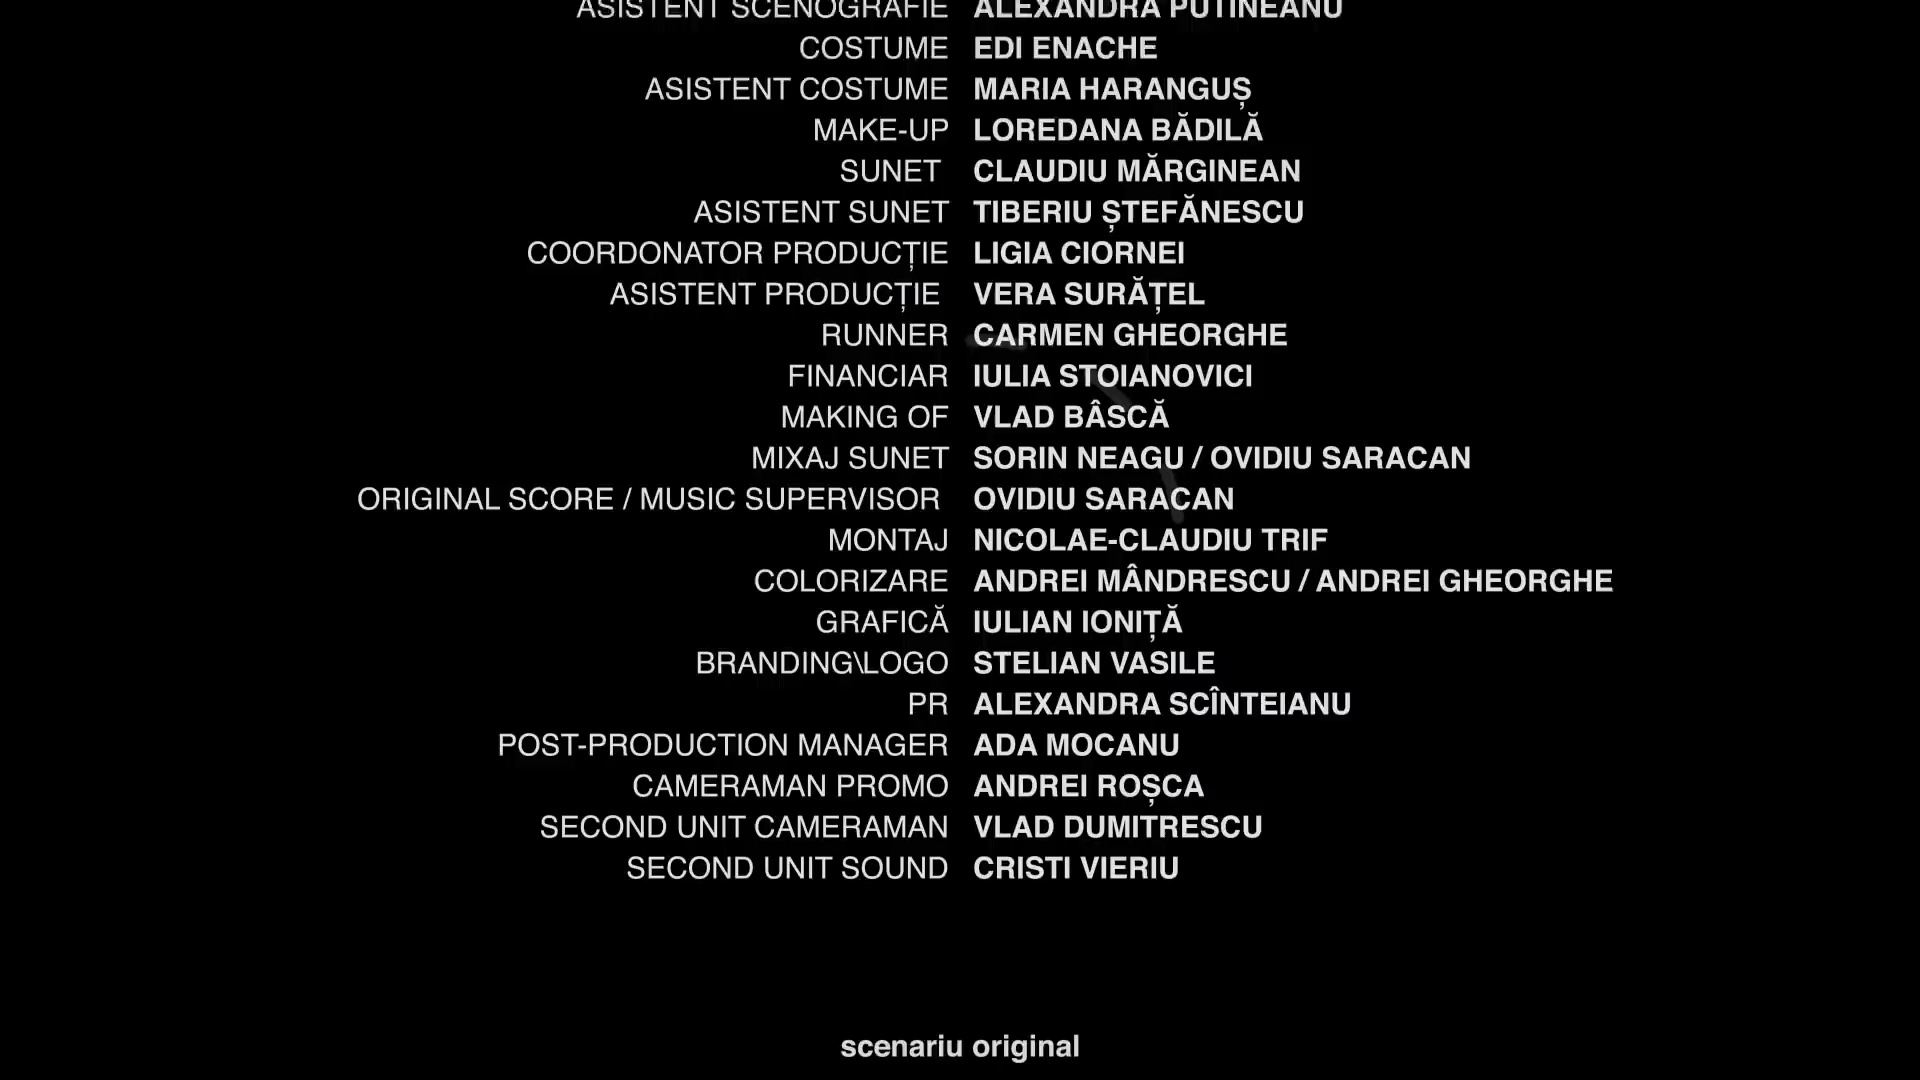 ASISTENT SCENOGRAFIE ALEXANDRA PUTINEANU
COSTUME EDI ENACHE
ASISTENT COSTUME MARIA HARANGUȘ
MAKE-UP LOREDANA BĂDILĂ
SUNET CLAUDIU MĂRGINEAN
ASISTENT SUNET TIBERIU ȘTEFĂNESCU
COORDONATOR PRODUCȚIE LIGIA CIORNEI
ASISTENT PRODUCȚIE VERA SURĂȚEL
RUNNER CARMEN GHEORGHE
FINANCIAR IULIA STOIANOVICI
MAKING OF VLAD BÂSCĂ
MIXAJ SUNET SORIN NEAGU / OVIDIU SARACAN
ORIGINAL SCORE / MUSIC SUPERVISOR OVIDIU SARACAN
MONTAJ NICOLAE-CLAUDIU TRIF
COLORIZARE ANDREI MÂNDRESCU / ANDREI GHEORGHE
GRAFICĂ IULIAN IONIȚĂ
BRANDING\LOGO STELIAN VASILE
PR ALEXANDRA SCÎNTEIANU
POST-PRODUCTION MANAGER ADA MOCANU
CAMERAMAN PROMO ANDREI ROȘCA
SECOND UNIT CAMERAMAN VLAD DUMITRESCU
SECOND UNIT SOUND CRISTI VIERIU
scenariu original